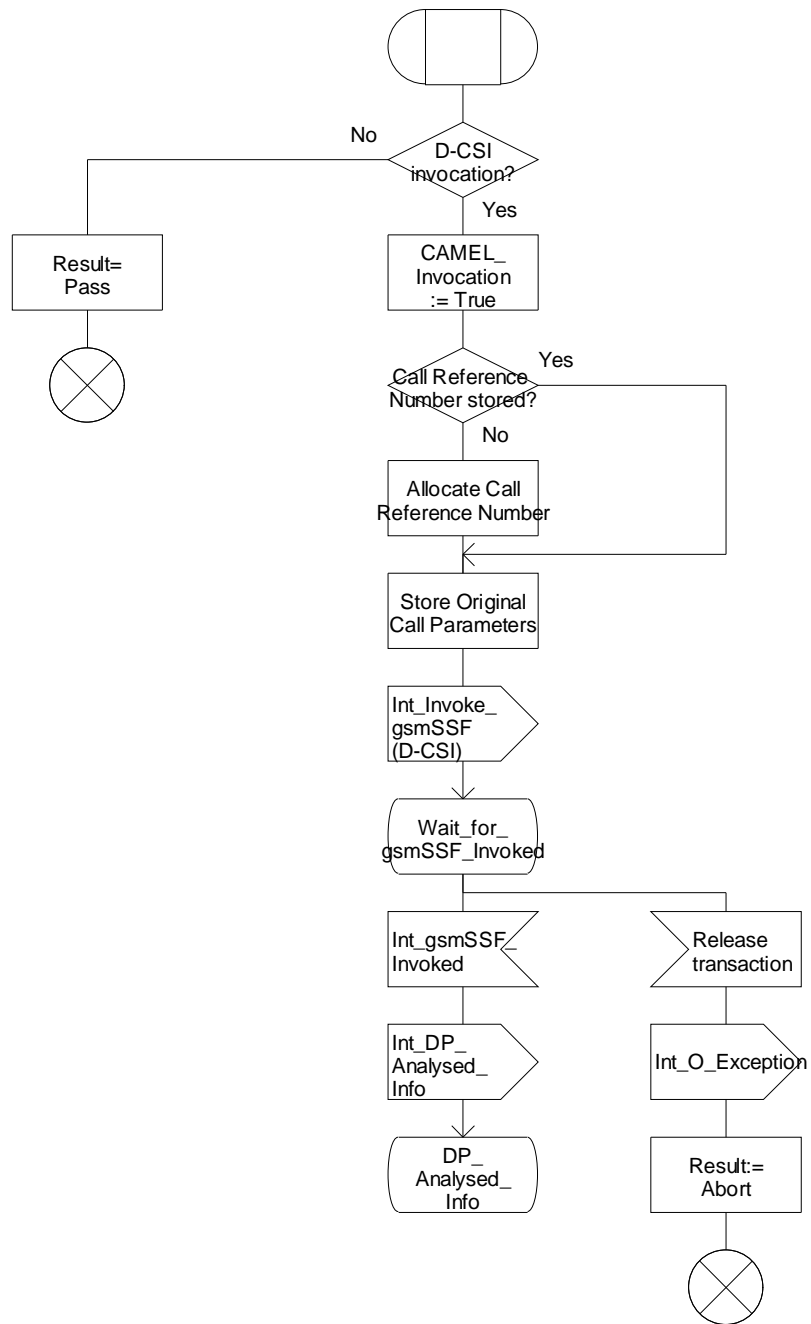 No
D-CSI
invocation?
Yes
Result=
Pass
CAMEL_
Invocation
:= True
Call Reference
Number stored?
Yes
No
Allocate Call
Reference Number
Store Original
Call Parameters
Int_Invoke_
gsmSSF
(D-CSI)
Wait_for_
gsmSSF_Invoked
Int_gsmSSF_
Invoked
Release
transaction
Int_DP_
Analysed_
Info
Int_O_Exception
DP_
Analysed_
Info
Result:=
Abort